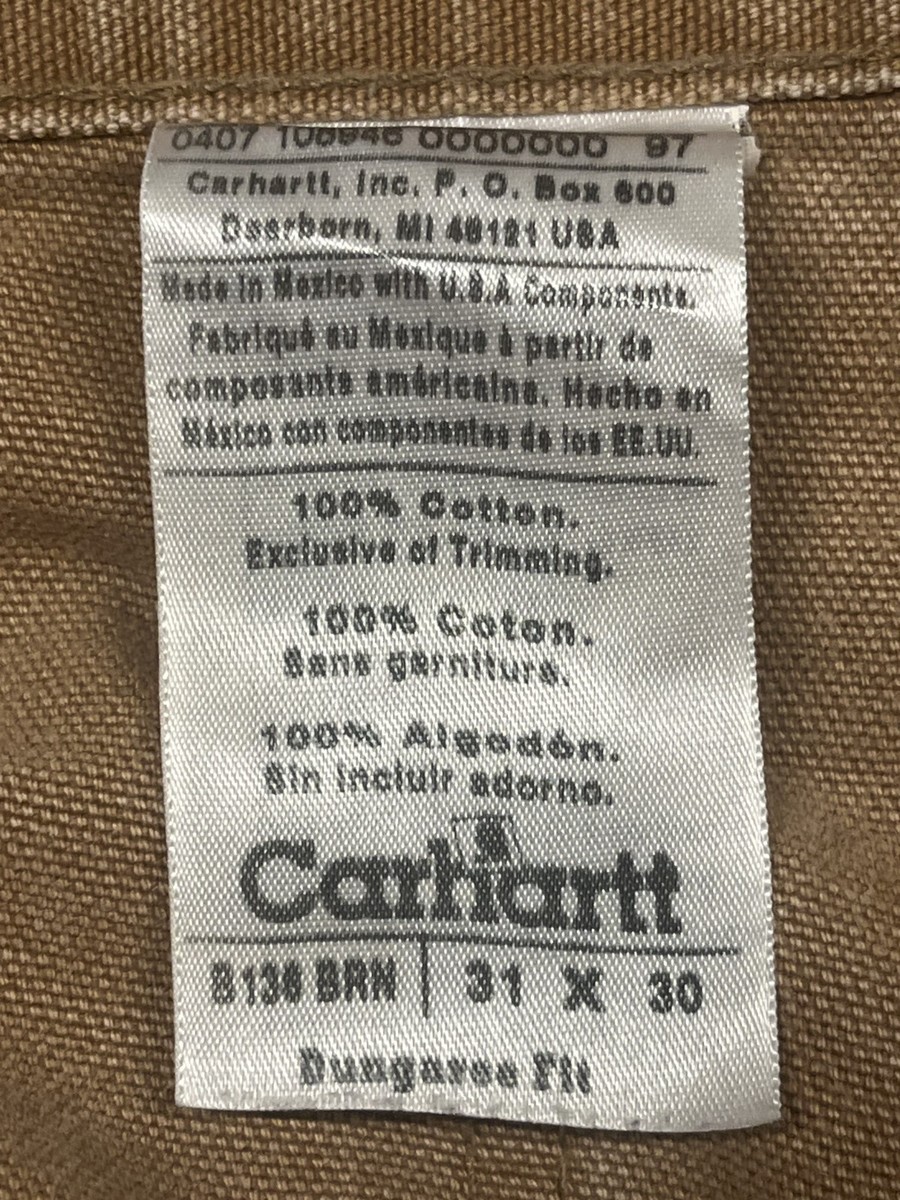 0407 100946 0000000 97
Carhartt, Inc. P. O. Box 600
Dearborn, MI 48121 USA
Made in Mexico with U.S.A Components.
Fabriqué au Mexique à partir de
composants américains. Hecho en
México con componentes de los EE.UU.
100% Cotton.
Exclusive of Trimming.
100% Coton.
Sans garniture.
100% Algodón.
Sin incluir adorno.
Carhartt
B136 BRN 31 X 30
Dungaree Fit